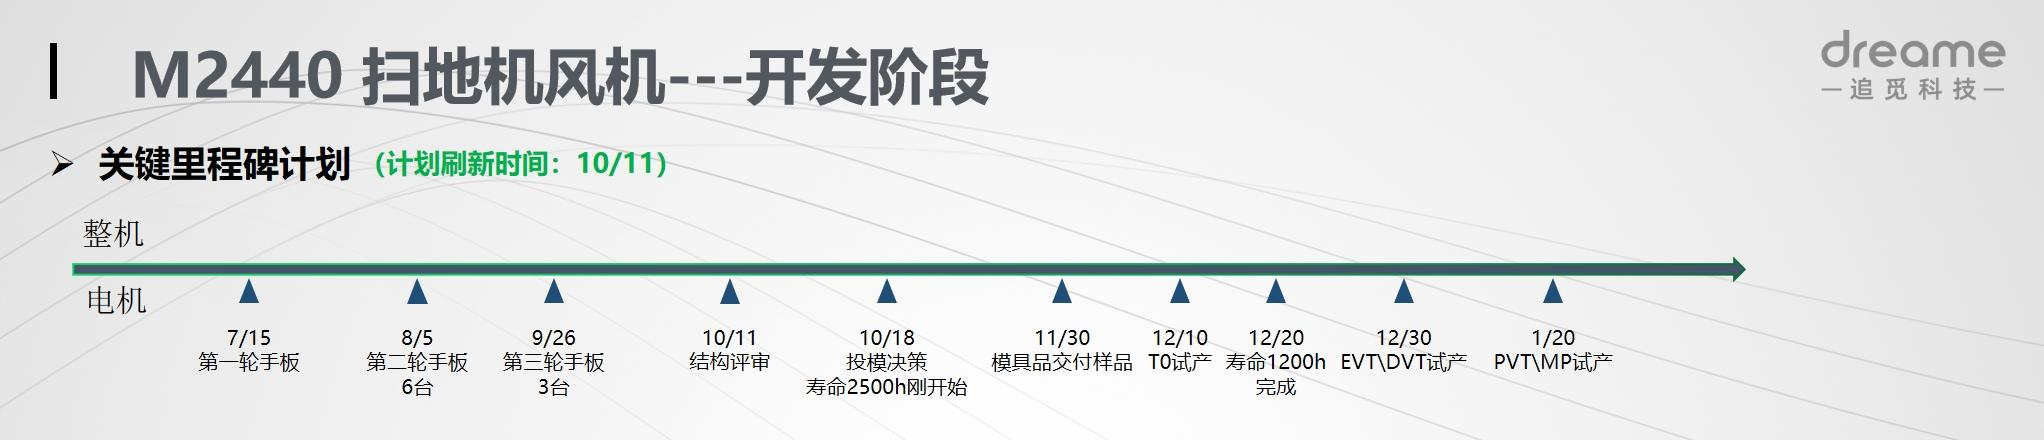 M2440 扫地机风机---开发阶段
dreame
追觅科技
关键里程碑计划 (计划刷新时间：10/11)
整机
电机
7/15
第一轮手板
8/5
第二轮手板
6台
9/26
第三轮手板
3台
10/11
结构评审
10/18
投模决策
寿命2500h刚开始
11/30
模具品交付样品
12/10
T0试产
12/20
寿命1200h
完成
12/30
EVT\DVT试产
1/20
PVT\MP试产